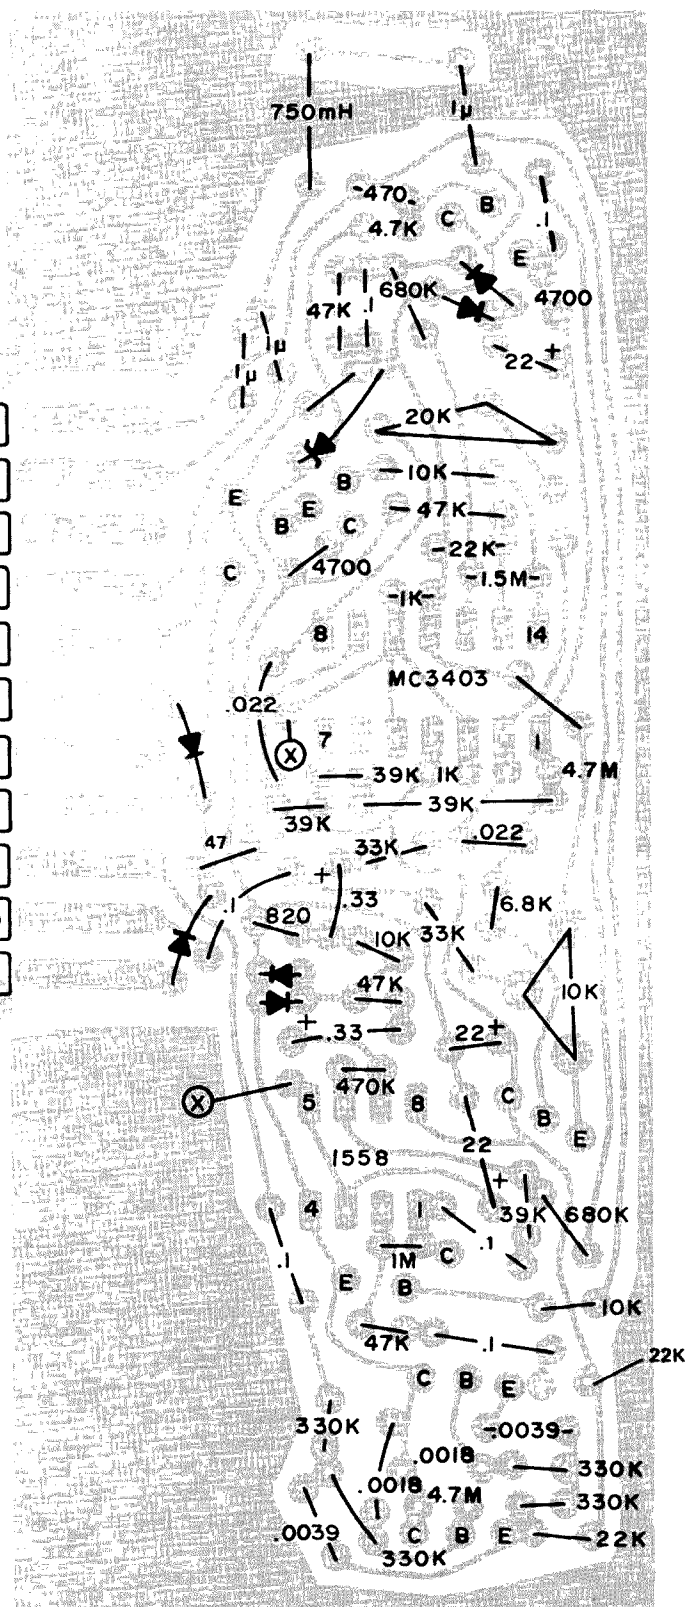 750mH 1µ
-470-
B
C .1
4.7K
E
680K 4700
47K .1
1µ
22 +
1µ
20K
10K
B
E E
47K
B C
22K
4700 -1.5M-
C
-1K-
8 14
MC3403
.022
7 1
X
39K 1K 4.7M
39K
39K
47 33K .022
+
.1 .33 6.8K
820
10K 33K
47K 10K
+ .33 22 +
470K
X 5 8 C
B
E
22
1558
+
4 1 39K 680K
.1
.1 1M C
E B
10K
47K .1
22K
C B E
330K -.0039-
.0018
330K
.0018 4.7M
330K
.0039 C B E 22K
330K